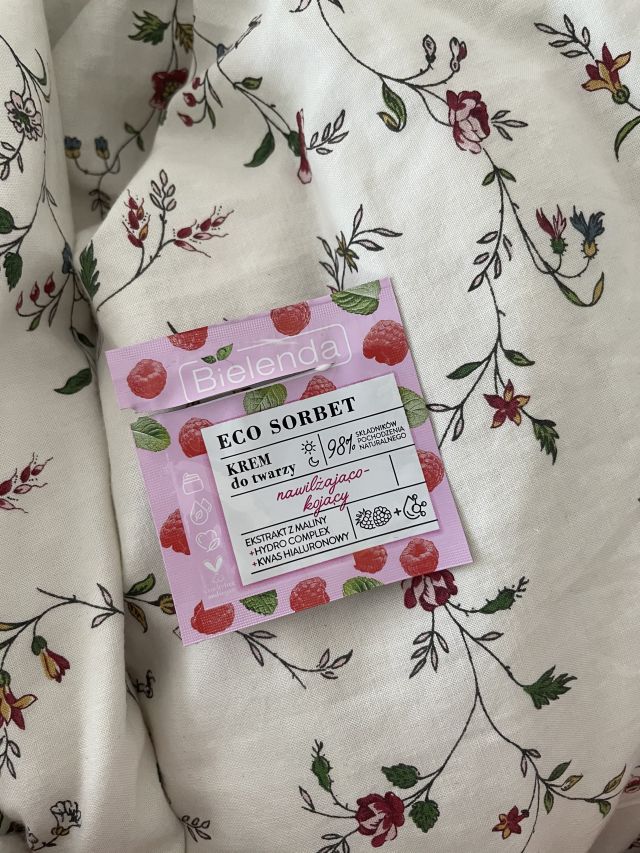 Bielenda
ECO SORBET
KREM
do twarzy
98%
SKŁADNIKÓW
POCHODZENIA
NATURALNEGO
nawilżająco-
kojący
EKSTRAKT Z MALINY
+HYDRO COMPLEX
+KWAS HIALURONOWY
+